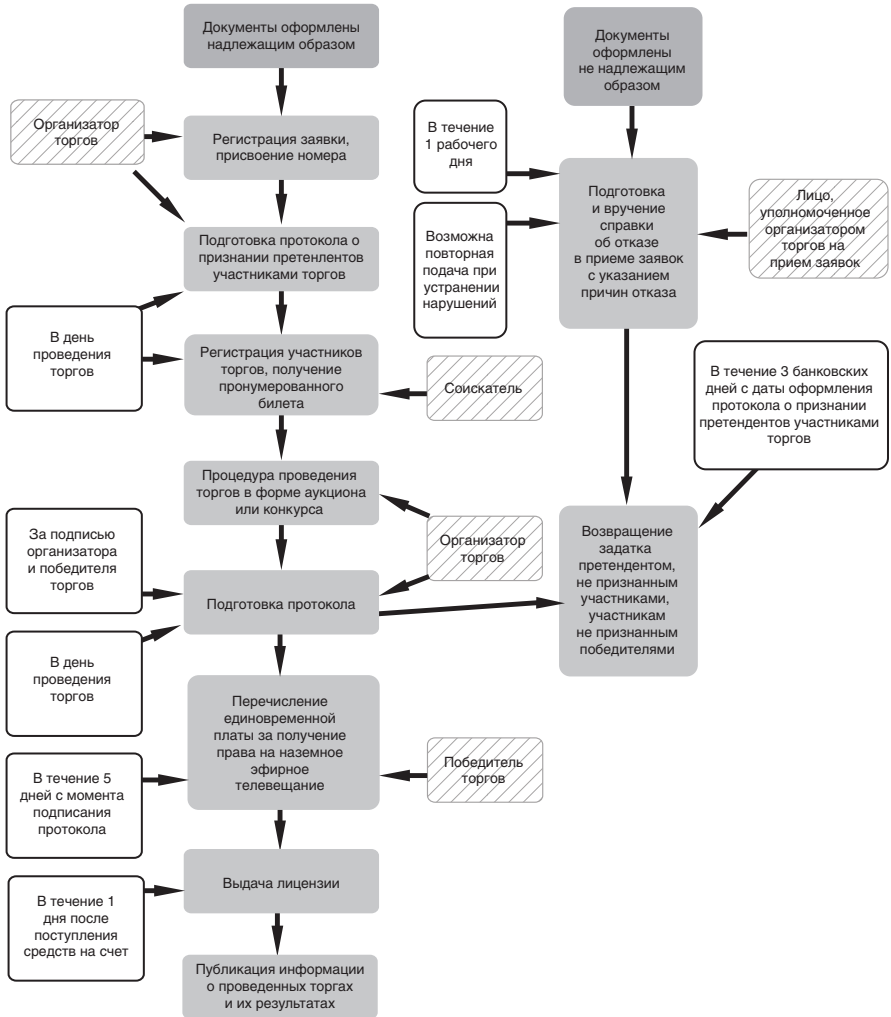 Документы оформлены
надлежащим образом
Документы
оформлены
не надлежащим
образом
Организатор
торгов
Регистрация заявки,
присвоение номера
В течение
1 рабочего
дня
Подготовка
и вручение
справки
об отказе
в приеме заявок
с указанием
причин отказа
Лицо,
уполномоченное
организатором
торгов на
прием заявок
Возможна
повторная
подача при
устранении
нарушений
Подготовка протокола о
признании претенлентов
участниками торгов
В день
проведения
торгов
Регистрация участников
торгов, получение
пронумерованного
билета
Соискатель
В течение 3 банковских
дней с даты оформления
протокола о признании
претендентов участниками
торгов
Процедура проведения
торгов в форме аукциона
или конкурса
За подписью
организатора
и победителя
торгов
Организатор
торгов
Возвращение
задатка
претендентом,
не признанным
участниками,
участникам
не признанным
победителями
Подготовка протокола
В день
проведения
торгов
Перечисление
единовременной
платы за получение
права на наземное
эфирное
телевещание
Победитель
торгов
В течение 5
дней с момента
подписания
протокола
Выдача лицензии
В течение 1
дня после
поступления
средств на счет
Публикация информации
о проведенных торгах
и их результатах